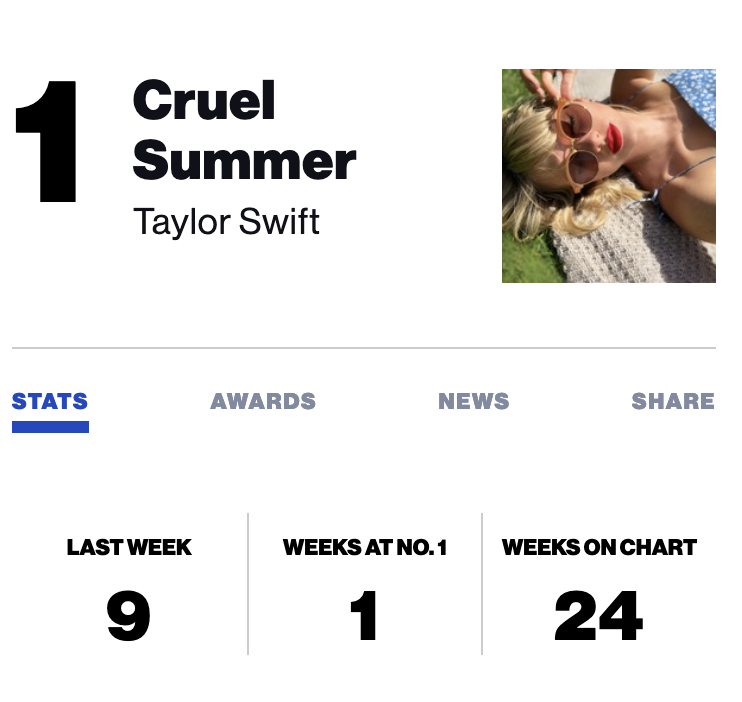 1
Cruel
Summer
Taylor Swift
STATS AWARDS NEWS SHARE
LAST WEEK WEEKS AT NO. 1 WEEKS ON CHART
9 1 24